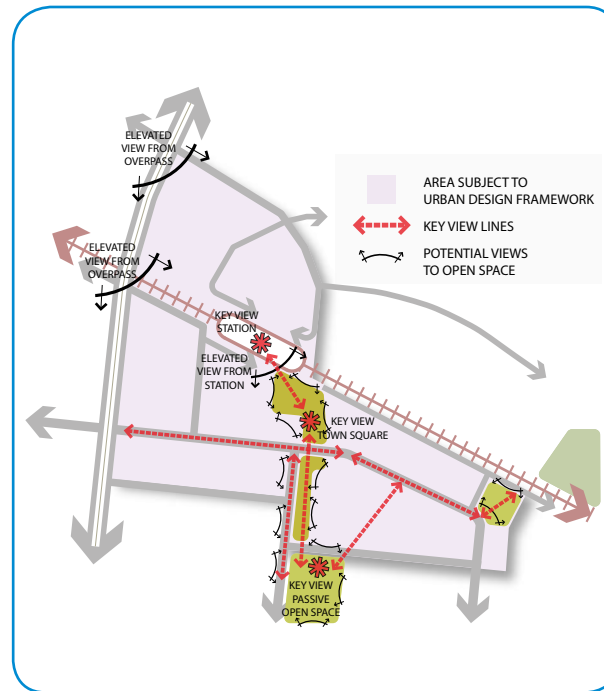 ELEVATED
VIEW FROM
OVERPASS
AREA SUBJECT TO
URBAN DESIGN FRAMEWORK
KEY VIEW LINES
POTENTIAL VIEWS
TO OPEN SPACE
ELEVATED
VIEW FROM
OVERPASS
KEY VIEW
STATION
ELEVATED
VIEW FROM
STATION
KEY VIEW
TOWN SQUARE
KEY VIEW
PASSIVE
OPEN SPACE